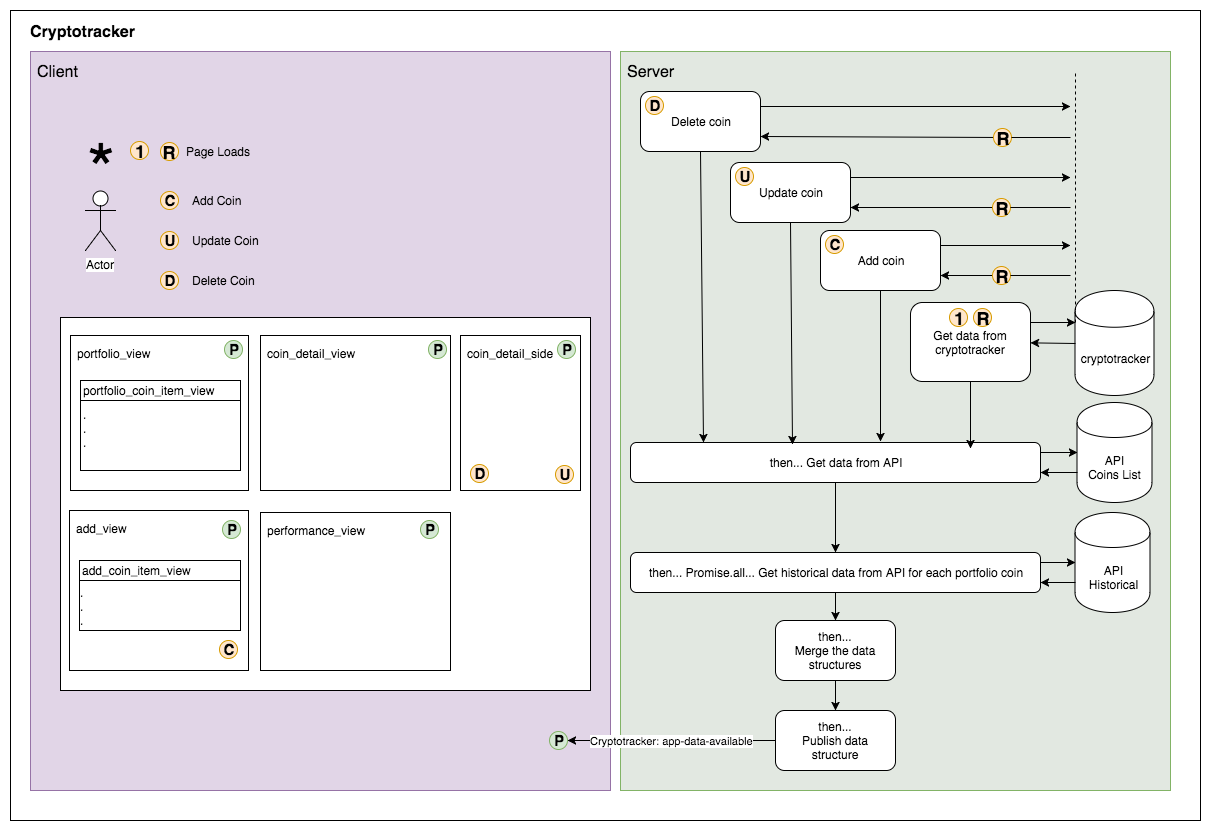 Cryptotracker
Client
*
1
R
Page Loads
C
Add Coin
U
Update Coin
D
Delete Coin
Actor
portfolio_view
P
portfolio_coin_item_view
.
.
.
coin_detail_view
P
coin_detail_side
P
D
U
add_view
P
add_coin_item_view
.
.
.
C
performance_view
P
Server
D
Delete coin
R
U
Update coin
R
C
Add coin
R
1
R
Get data from
cryptotracker
cryptotracker
then... Get data from API
API
Coins List
then... Promise.all... Get historical data from API for each portfolio coin
API
Historical
then...
Merge the data
structures
then...
Publish data
structure
Cryptotracker: app-data-available
P